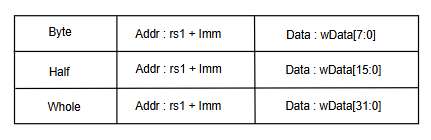 Byte Addr : rs1 + Imm Data : wData[7:0]
Half Addr : rs1 + Imm Data : wData[15:0]
Whole Addr : rs1 + Imm Data : wData[31:0]